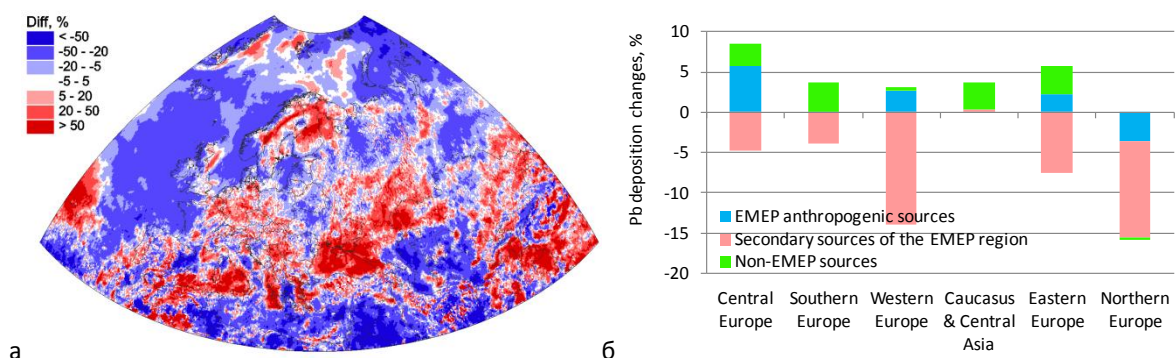 Diff, %
< -50
-50 - -20
-20 - -5
-5 - 5
5 - 20
20 - 50
> 50
а
Pb deposition changes, %
10
5
0
-5
-10
-15
-20
EMEP anthropogenic sources
Secondary sources of the EMEP region
Non-EMEP sources
Central
Europe
Southern
Europe
Western
Europe
Caucasus
& Central
Asia
Eastern
Europe
Northern
Europe
б